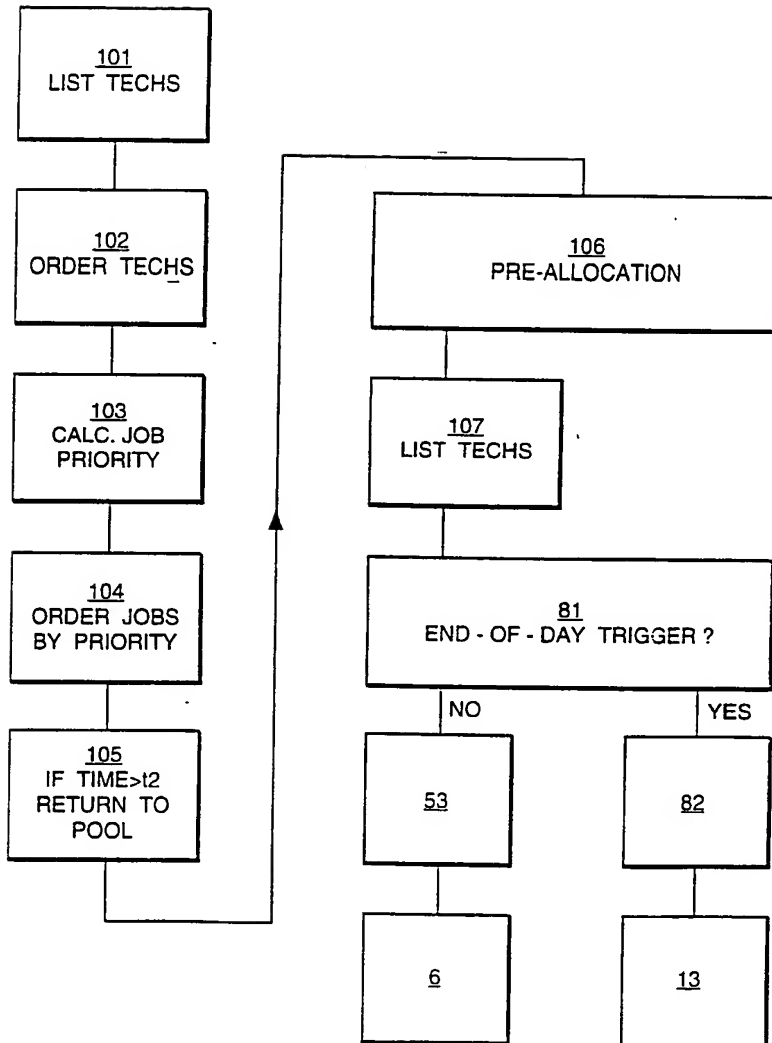 101
LIST TECHS
102
ORDER TECHS
103
CALC. JOB
PRIORITY
104
ORDER JOBS
BY PRIORITY
105
IF TIME>t2
RETURN TO
POOL
106
PRE-ALLOCATION
107
LIST TECHS
81
END - OF - DAY TRIGGER ?
NO
YES
53
82
6
13